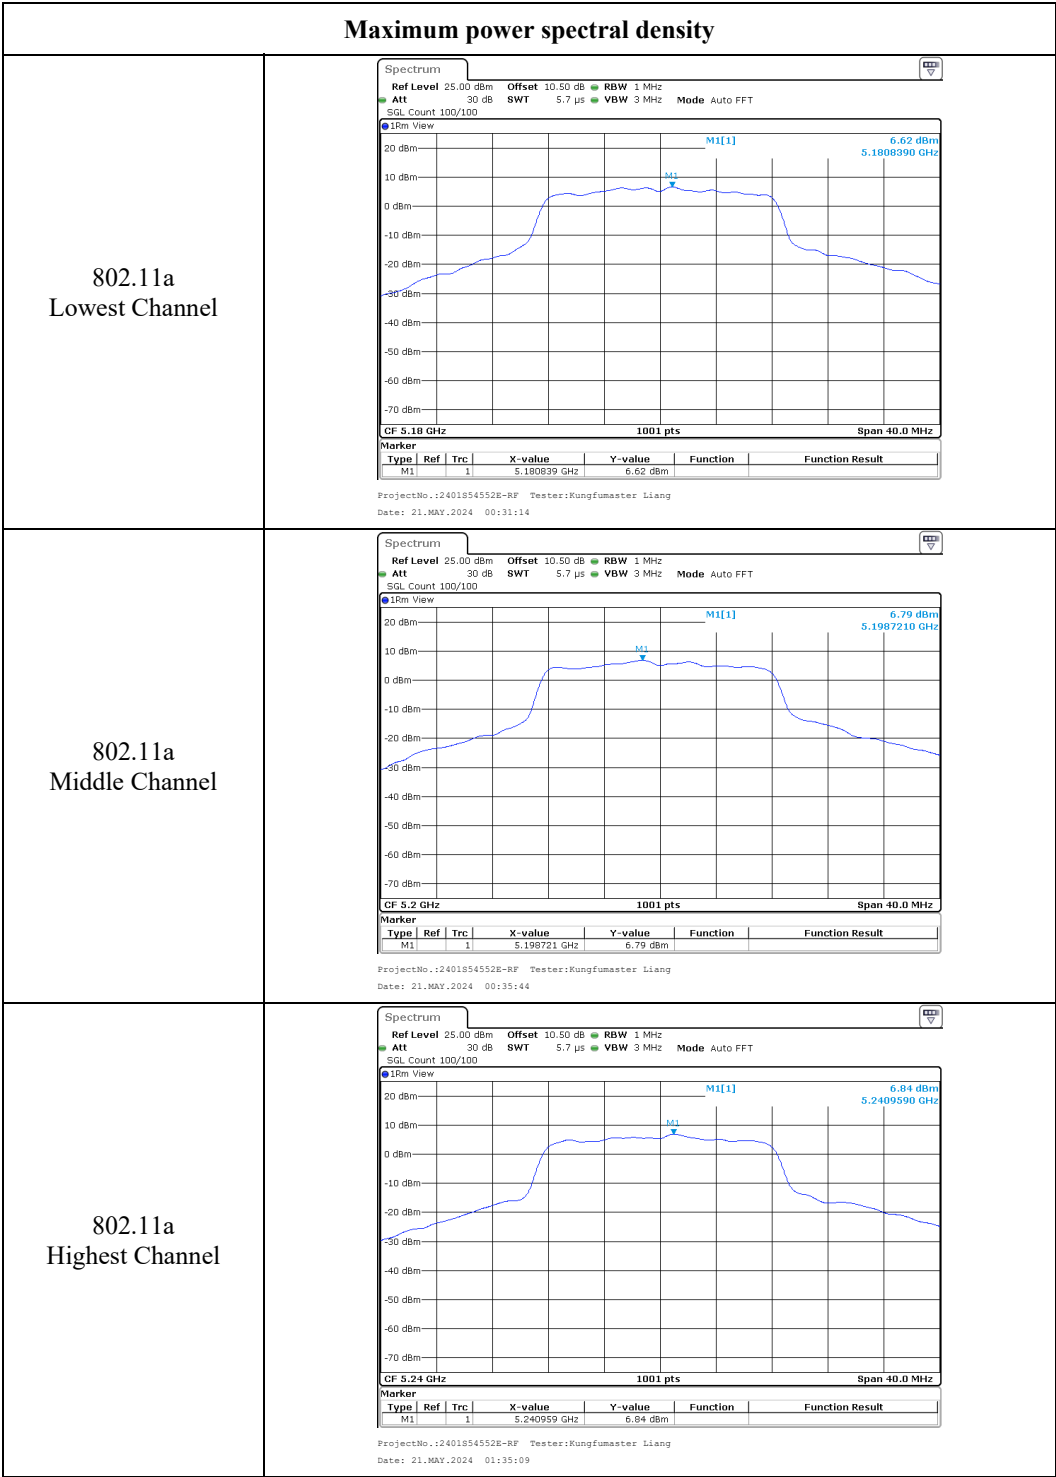 Maximum power spectral density
802.11a
Lowest Channel
Spectrum
Ref Level 25.00 dBm Offset 10.50 dB RBW 1 MHz
Att 30 dB SWT 5.7 µs VBW 3 MHz Mode Auto FFT
SGL Count 100/100
1Rm View
M1[1] 6.62 dBm
5.1808390 GHz
20 dBm
10 dBm
M1
0 dBm
-10 dBm
-20 dBm
-30 dBm
-40 dBm
-50 dBm
-60 dBm
-70 dBm
CF 5.18 GHz 1001 pts Span 40.0 MHz
Marker
Type Ref Trc X-value Y-value Function Function Result
M1 1 5.180839 GHz 6.62 dBm
ProjectNo.:2401S54552E-RF Tester:Kungfumaster Liang
Date: 21.MAY.2024 00:31:14
802.11a
Middle Channel
Spectrum
Ref Level 25.00 dBm Offset 10.50 dB RBW 1 MHz
Att 30 dB SWT 5.7 µs VBW 3 MHz Mode Auto FFT
SGL Count 100/100
1Rm View
M1[1] 6.79 dBm
5.1987210 GHz
20 dBm
10 dBm
M1
0 dBm
-10 dBm
-20 dBm
-30 dBm
-40 dBm
-50 dBm
-60 dBm
-70 dBm
CF 5.2 GHz 1001 pts Span 40.0 MHz
Marker
Type Ref Trc X-value Y-value Function Function Result
M1 1 5.198721 GHz 6.79 dBm
ProjectNo.:2401S54552E-RF Tester:Kungfumaster Liang
Date: 21.MAY.2024 00:35:44
802.11a
Highest Channel
Spectrum
Ref Level 25.00 dBm Offset 10.50 dB RBW 1 MHz
Att 30 dB SWT 5.7 µs VBW 3 MHz Mode Auto FFT
SGL Count 100/100
1Rm View
M1[1] 6.84 dBm
5.2409590 GHz
20 dBm
10 dBm
M1
0 dBm
-10 dBm
-20 dBm
-30 dBm
-40 dBm
-50 dBm
-60 dBm
-70 dBm
CF 5.24 GHz 1001 pts Span 40.0 MHz
Marker
Type Ref Trc X-value Y-value Function Function Result
M1 1 5.240959 GHz 6.84 dBm
ProjectNo.:2401S54552E-RF Tester:Kungfumaster Liang
Date: 21.MAY.2024 01:35:09